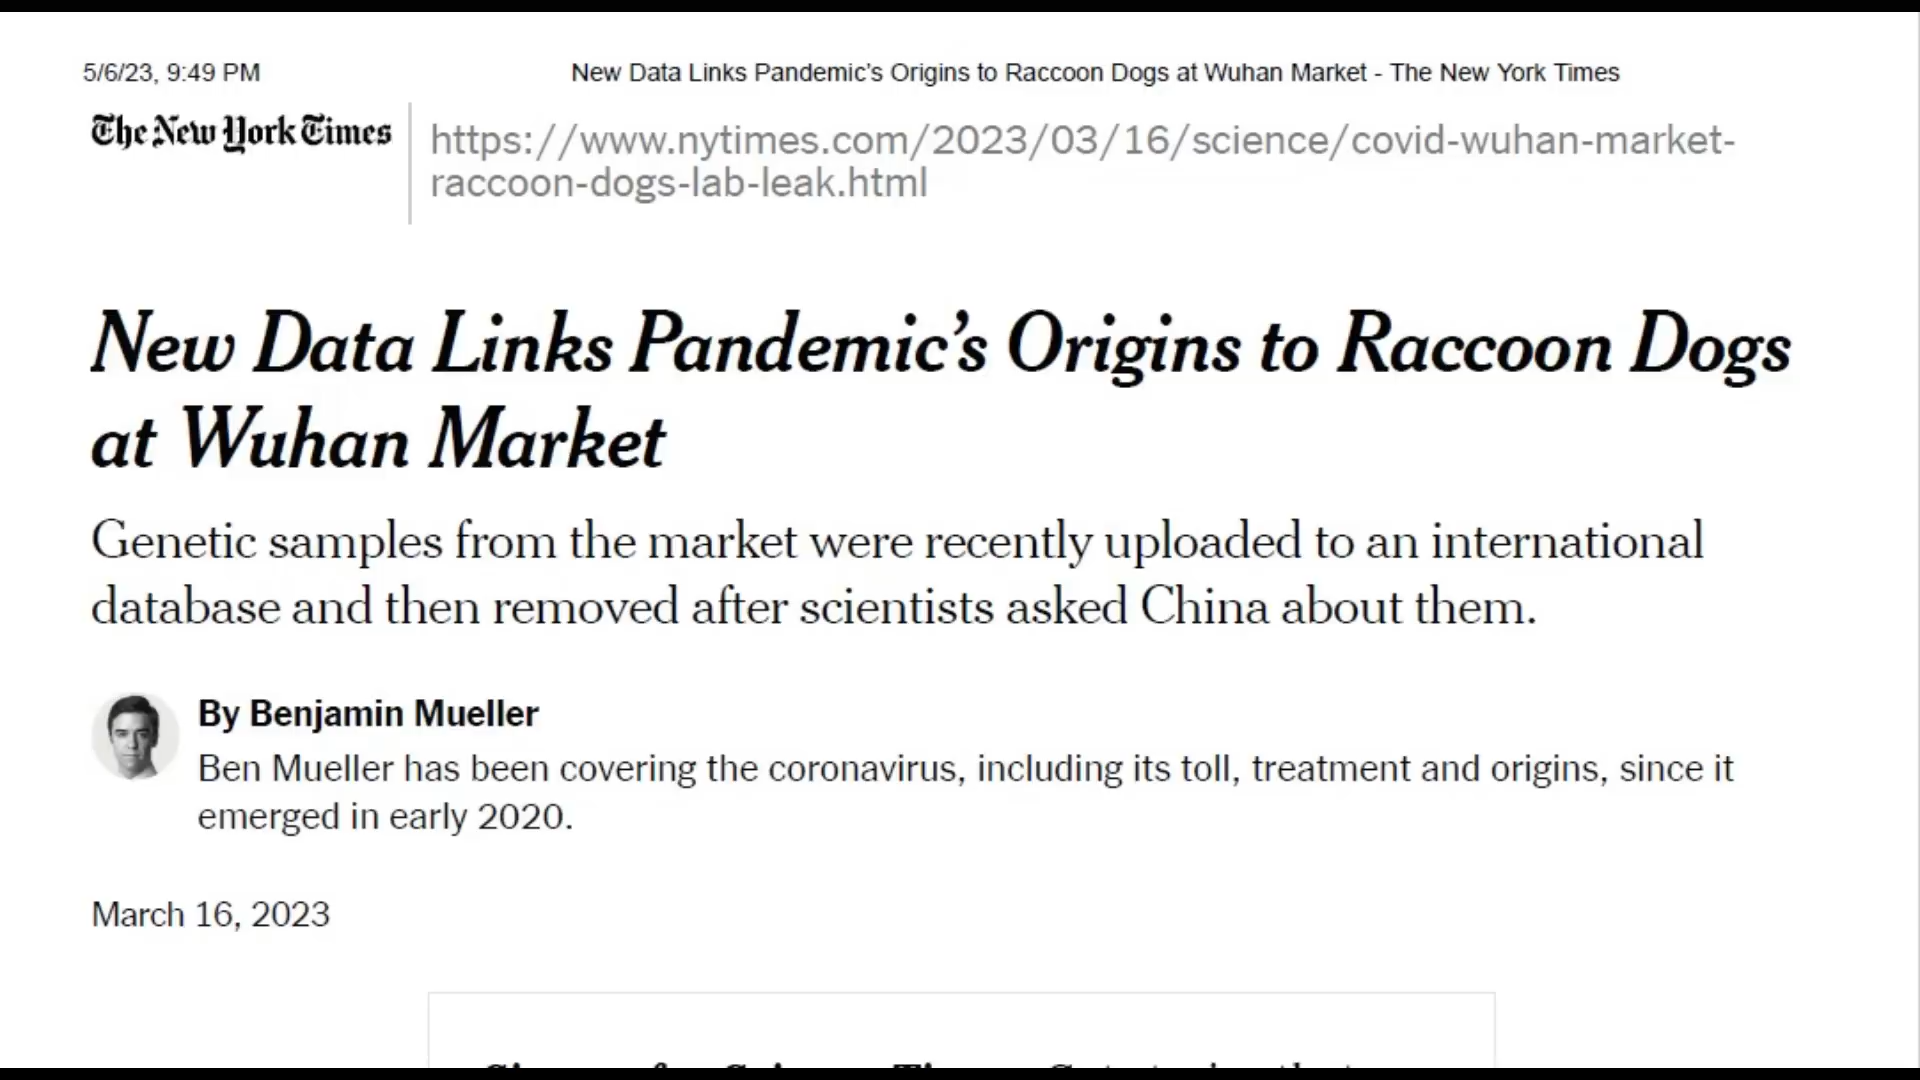 5/6/23, 9:49 PM New Data Links Pandemic's Origins to Raccoon Dogs at Wuhan Market - The New York Times
The New York Times
https://www.nytimes.com/2023/03/16/science/covid-wuhan-market-
raccoon-dogs-lab-leak.html
New Data Links Pandemic's Origins to Raccoon Dogs
at Wuhan Market
Genetic samples from the market were recently uploaded to an international
database and then removed after scientists asked China about them.
By Benjamin Mueller
Ben Mueller has been covering the coronavirus, including its toll, treatment and origins, since it
emerged in early 2020.
March 16, 2023